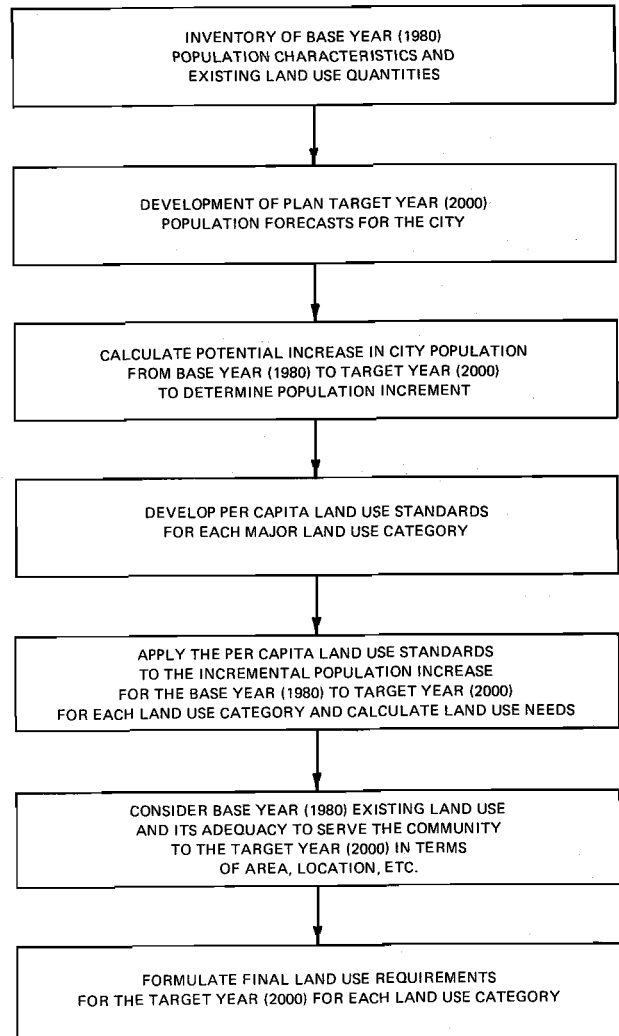 INVENTORY OF BASE YEAR (1980)
POPULATION CHARACTERISTICS AND
EXISTING LAND USE QUANTITIES
DEVELOPMENT OF PLAN TARGET YEAR (2000)
POPULATION FORECASTS FOR THE CITY
CALCULATE POTENTIAL INCREASE IN CITY POPULATION
FROM BASE YEAR (1980) TO TARGET YEAR (2000)
TO DETERMINE POPULATION INCREMENT
DEVELOP PER CAPITA LAND USE STANDARDS
FOR EACH MAJOR LAND USE CATEGORY
APPLY THE PER CAPITA LAND USE STANDARDS
TO THE INCREMENTAL POPULATION INCREASE
FOR THE BASE YEAR (1980) TO TARGET YEAR (2000)
FOR EACH LAND USE CATEGORY AND CALCULATE LAND USE NEEDS
CONSIDER BASE YEAR (1980) EXISTING LAND USE
AND ITS ADEQUACY TO SERVE THE COMMUNITY
TO THE TARGET YEAR (2000) IN TERMS
OF AREA, LOCATION, ETC.
FORMULATE FINAL LAND USE REQUIREMENTS
FOR THE TARGET YEAR (2000) FOR EACH LAND USE CATEGORY